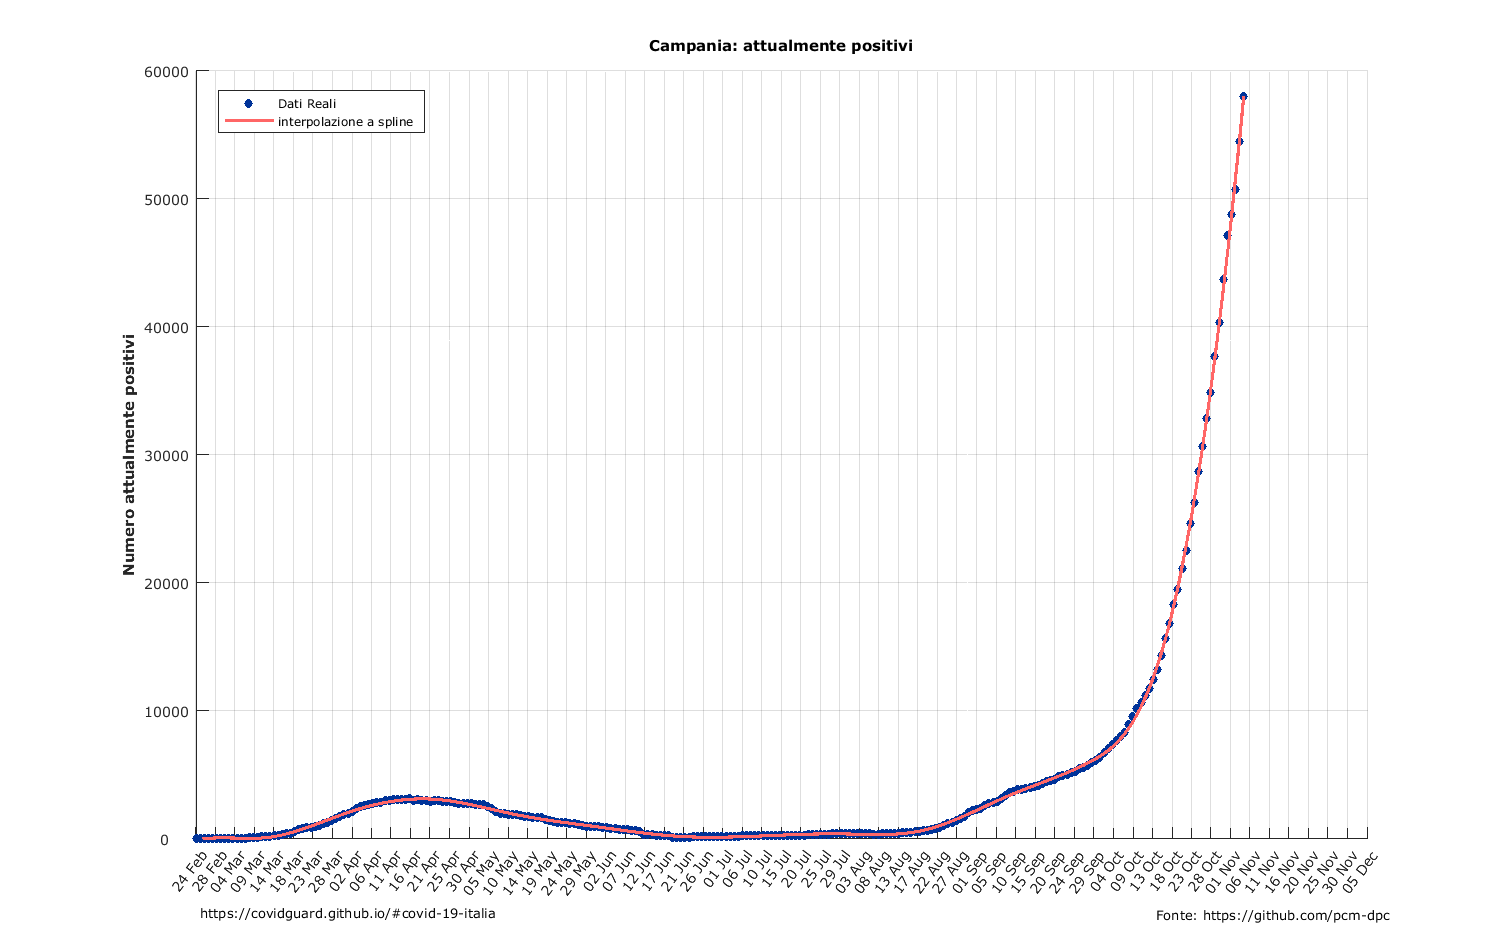 Campania: attualmente positivi
60000
50000
40000
30000
20000
10000
0
Numero attualmente positivi
Dati Reali
interpolazione a spline
24 Feb
28 Feb
04 Mar
09 Mar
14 Mar
18 Mar
23 Mar
28 Mar
02 Apr
06 Apr
11 Apr
16 Apr
21 Apr
25 Apr
30 Apr
05 May
10 May
14 May
19 May
24 May
29 May
02 Jun
07 Jun
12 Jun
17 Jun
21 Jun
26 Jun
01 Jul
06 Jul
10 Jul
15 Jul
20 Jul
25 Jul
29 Jul
03 Aug
08 Aug
13 Aug
17 Aug
22 Aug
27 Aug
01 Sep
05 Sep
10 Sep
15 Sep
20 Sep
24 Sep
29 Sep
04 Oct
09 Oct
13 Oct
18 Oct
23 Oct
28 Oct
01 Nov
06 Nov
11 Nov
16 Nov
20 Nov
25 Nov
30 Nov
05 Dec
https://covidguard.github.io/#covid-19-italia
Fonte: https://github.com/pcm-dpc